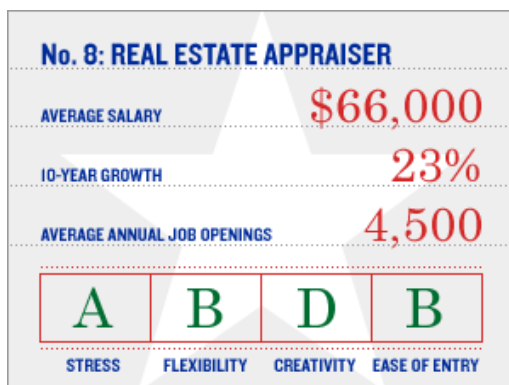 No. 8: REAL ESTATE APPRAISER
AVERAGE SALARY $66,000
10-YEAR GROWTH 23%
AVERAGE ANNUAL JOB OPENINGS 4,500
A B D B
STRESS FLEXIBILITY CREATIVITY EASE OF ENTRY